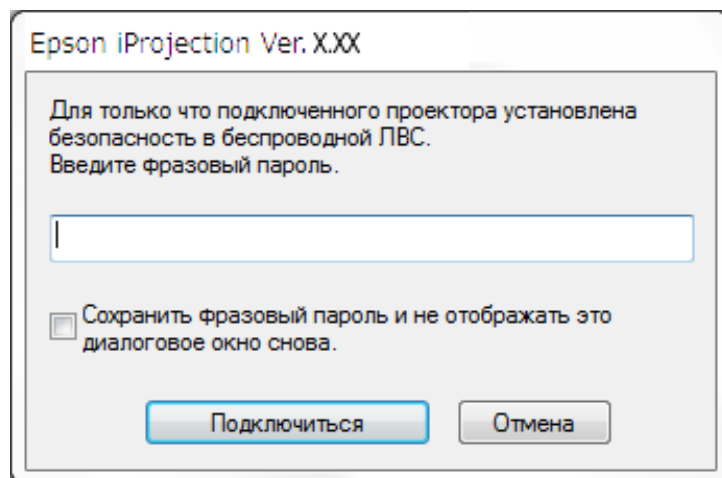 Epson iProjection Ver. X.XX
Для только что подключенного проектора установлена
безопасность в беспроводной ЛВС.
Введите фразовый пароль.
Сохранить фразовый пароль и не отображать это
диалоговое окно снова.
Подключиться Отмена